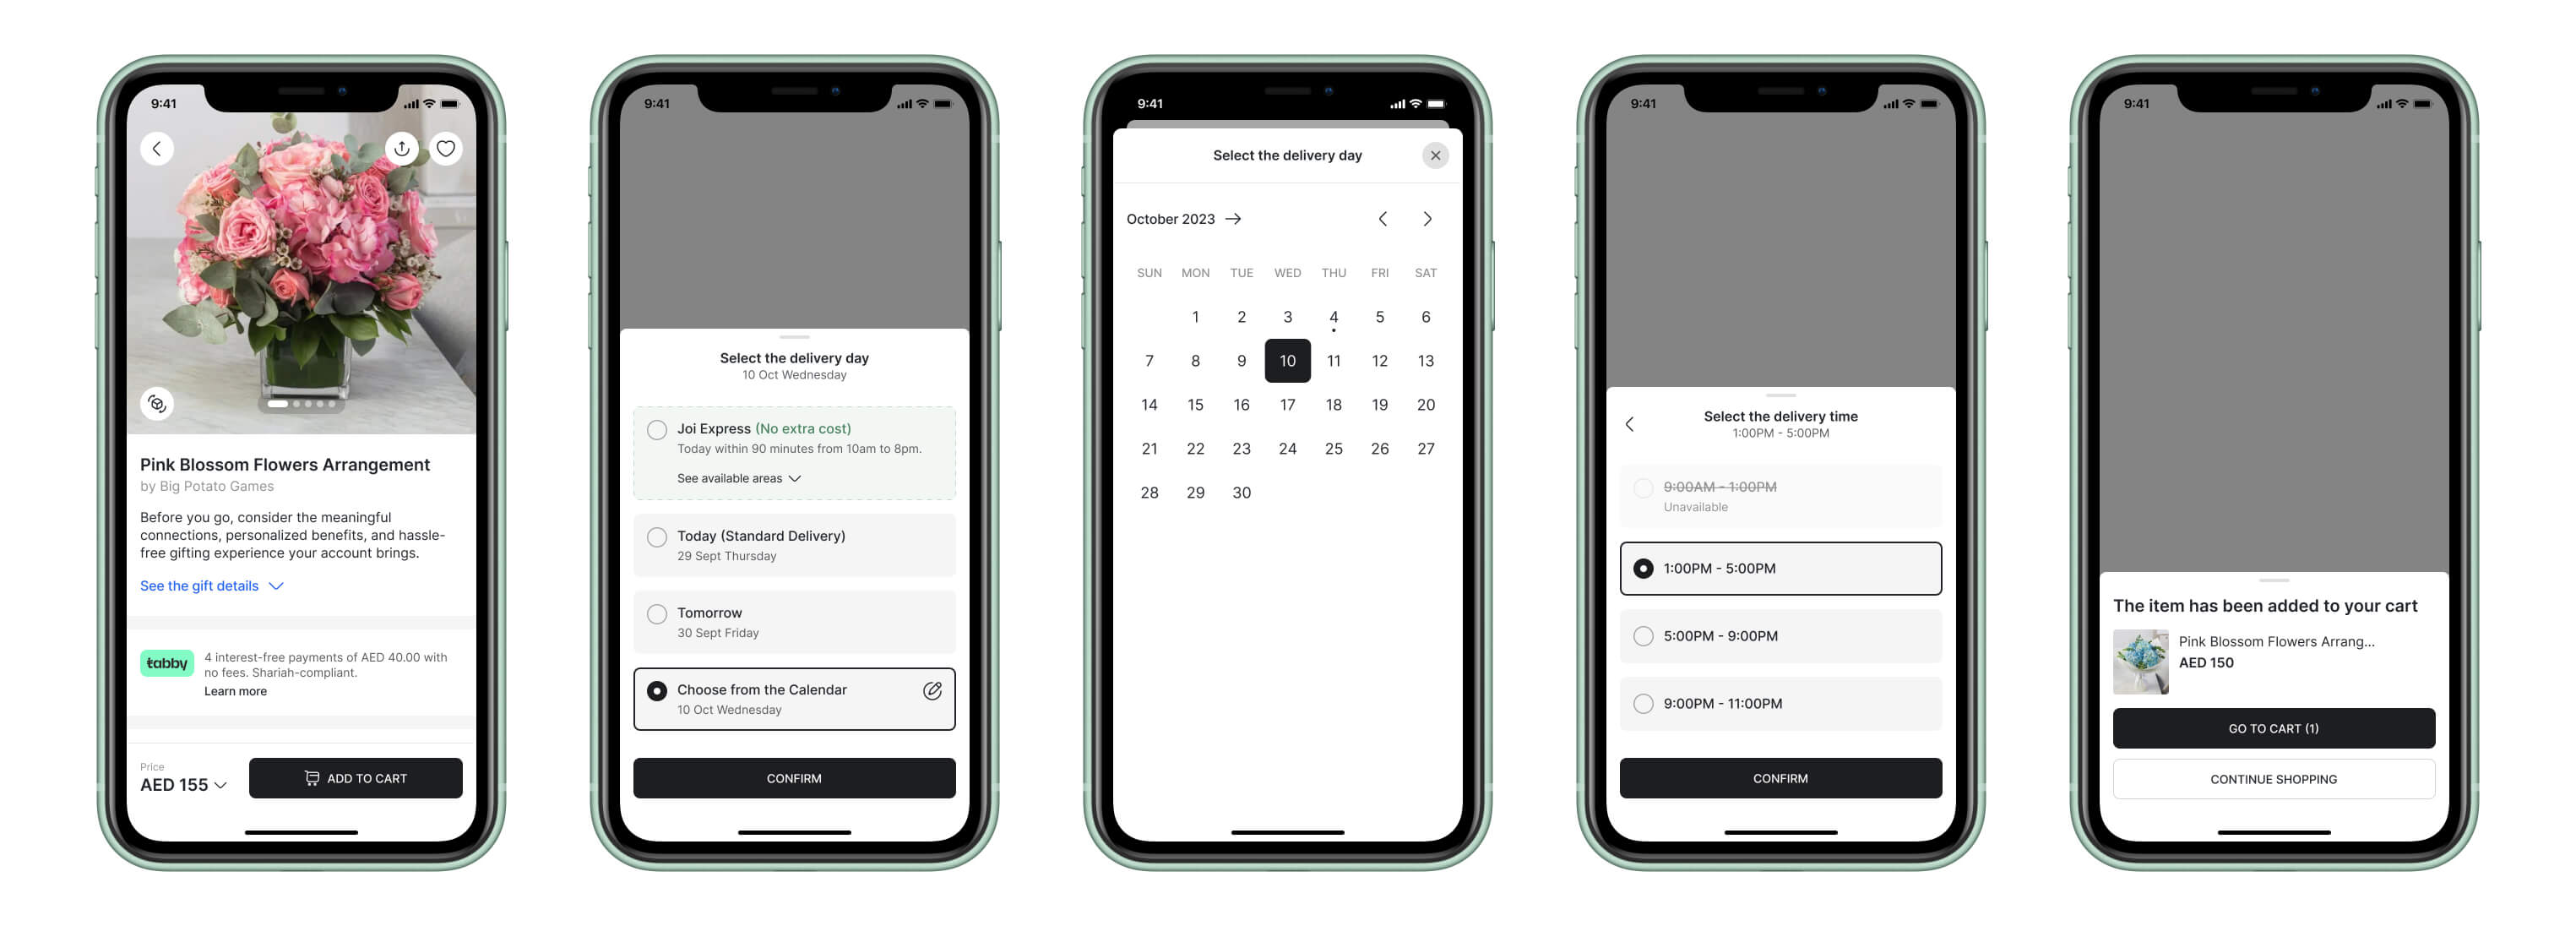 9:41
Pink Blossom Flowers Arrangement
by Big Potato Games
Before you go, consider the meaningful
connections, personalized benefits, and hassle-
free gifting experience your account brings.
See the gift details
tabby
4 interest-free payments of AED 40.00 with
no fees. Shariah-compliant.
Learn more
Price
AED 155
ADD TO CART
9:41
Select the delivery day
10 Oct Wednesday
Joi Express (No extra cost)
Today within 90 minutes from 10am to 8pm.
See available areas
Today (Standard Delivery)
29 Sept Thursday
Tomorrow
30 Sept Friday
Choose from the Calendar
10 Oct Wednesday
CONFIRM
9:41
Select the delivery day
October 2023
SUN MON TUE WED THU FRI SAT
1 2 3 4 5 6
7 8 9 10 11 12 13
14 15 16 17 18 19 20
21 22 23 24 25 26 27
28 29 30
9:41
Select the delivery time
1:00PM - 5:00PM
9:00AM - 1:00PM
Unavailable
1:00PM - 5:00PM
5:00PM - 9:00PM
9:00PM - 11:00PM
CONFIRM
9:41
The item has been added to your cart
Pink Blossom Flowers Arrang...
AED 150
GO TO CART (1)
CONTINUE SHOPPING